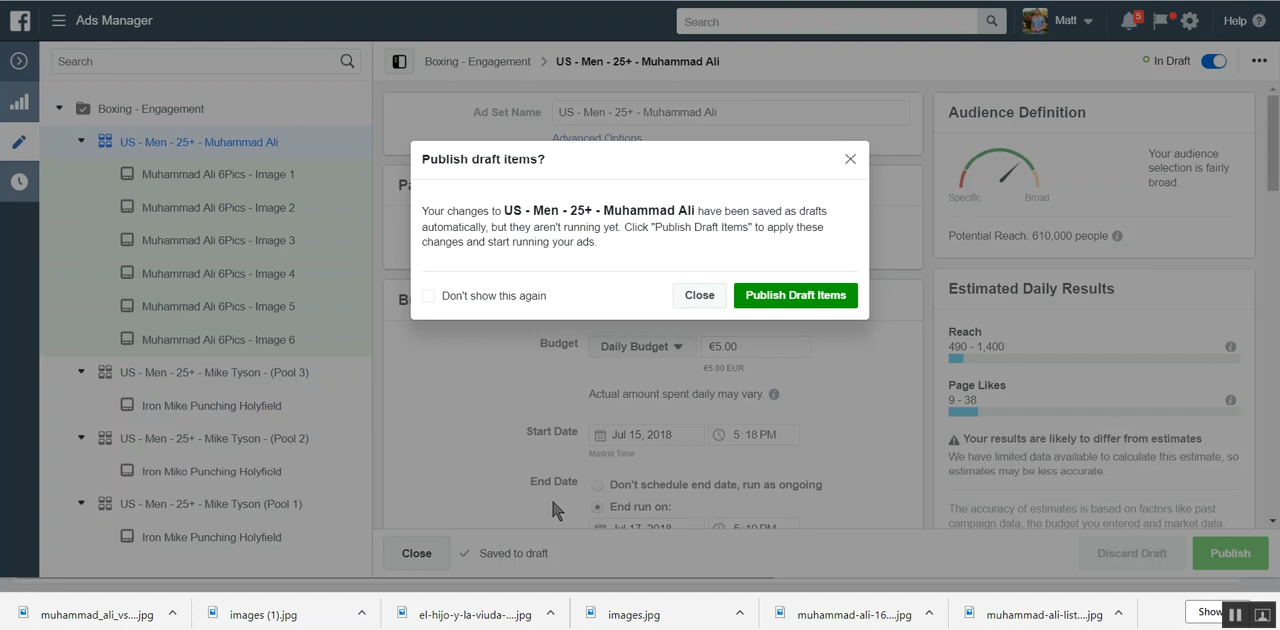 Ads Manager
Search
Matt
5
Help
Search
Boxing - Engagement
US - Men - 25+ - Muhammad Ali
In Draft
Boxing - Engagement
US - Men - 25+ - Muhammad Ali
Muhammad Ali 6Pics - Image 1
Muhammad Ali 6Pics - Image 2
Muhammad Ali 6Pics - Image 3
Muhammad Ali 6Pics - Image 4
Muhammad Ali 6Pics - Image 5
Muhammad Ali 6Pics - Image 6
US - Men - 25+ - Mike Tyson - (Pool 3)
Iron Mike Punching Holyfield
US - Men - 25+ - Mike Tyson - (Pool 2)
Iron Mike Punching Holyfield
US - Men - 25+ - Mike Tyson (Pool 1)
Iron Mike Punching Holyfield
Ad Set Name
US - Men - 25+ - Muhammad Ali
Advanced Options
Publish draft items?
Your changes to US - Men - 25+ - Muhammad Ali have been saved as drafts
automatically, but they aren't running yet. Click "Publish Draft Items" to apply these
changes and start running your ads.
Don't show this again
Close
Publish Draft Items
Budget
Daily Budget
€5.00
€5.00 EUR
Actual amount spent daily may vary.
Start Date
Jul 15, 2018
5:18 PM
Madrid Time
End Date
Don't schedule end date, run as ongoing
End run on:
Jul 17, 2018
5:19 PM
Close
Saved to draft
Discard Draft
Publish
Audience Definition
Specific
Broad
Your audience
selection is fairly
broad.
Potential Reach: 610,000 people
Estimated Daily Results
Reach
490 - 1,400
Page Likes
9 - 38
Your results are likely to differ from estimates
We have limited data available to calculate this estimate, so
estimates may be less accurate.
The accuracy of estimates is based on factors like past
campaign data, the budget you entered and market data.
muhammad_ali_vs....jpg
images (1).jpg
el-hijo-y-la-viuda-....jpg
images.jpg
muhammad-ali-16....jpg
muhammad-ali-list....jpg
Show